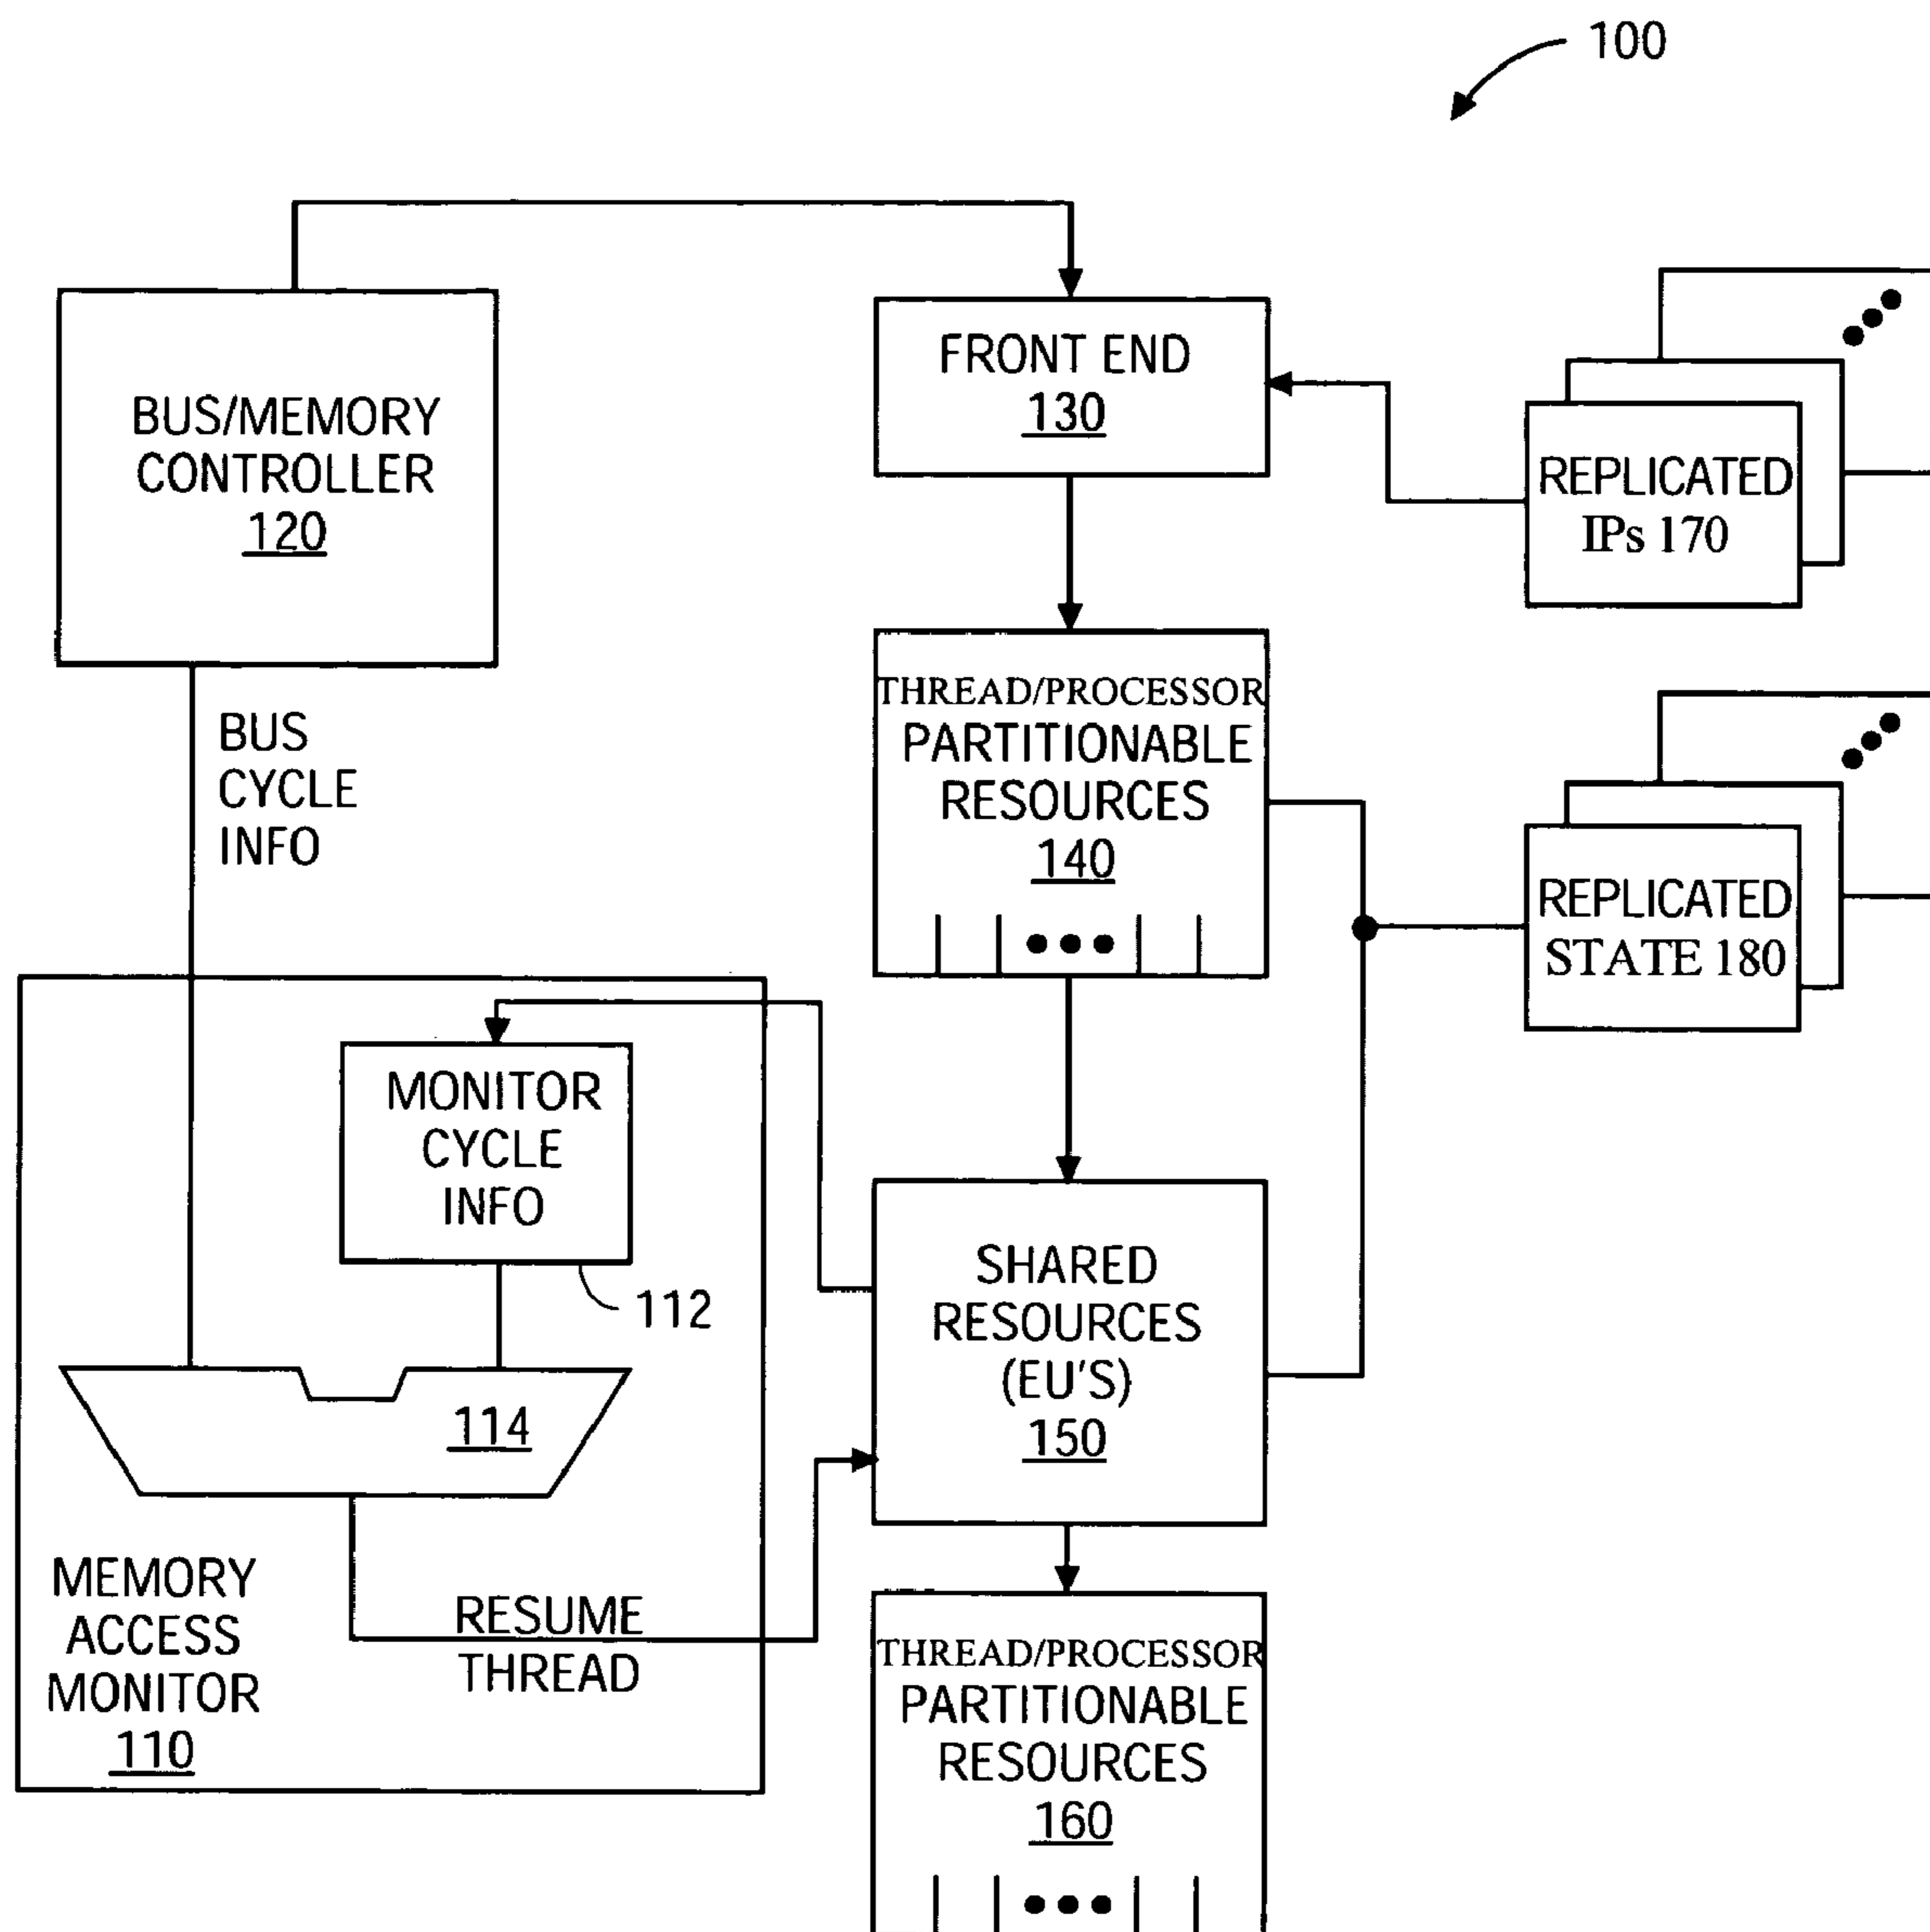 100
BUS/MEMORY
CONTROLLER
120
FRONT END
130
REPLICATED
IPs 170
BUS
CYCLE
INFO
THREAD/PROCESSOR
PARTITIONABLE
RESOURCES
140
REPLICATED
STATE 180
MONITOR
CYCLE
INFO
112
114
SHARED
RESOURCES
(EU'S)
150
MEMORY
ACCESS
MONITOR
110
RESUME
THREAD
THREAD/PROCESSOR
PARTITIONABLE
RESOURCES
160